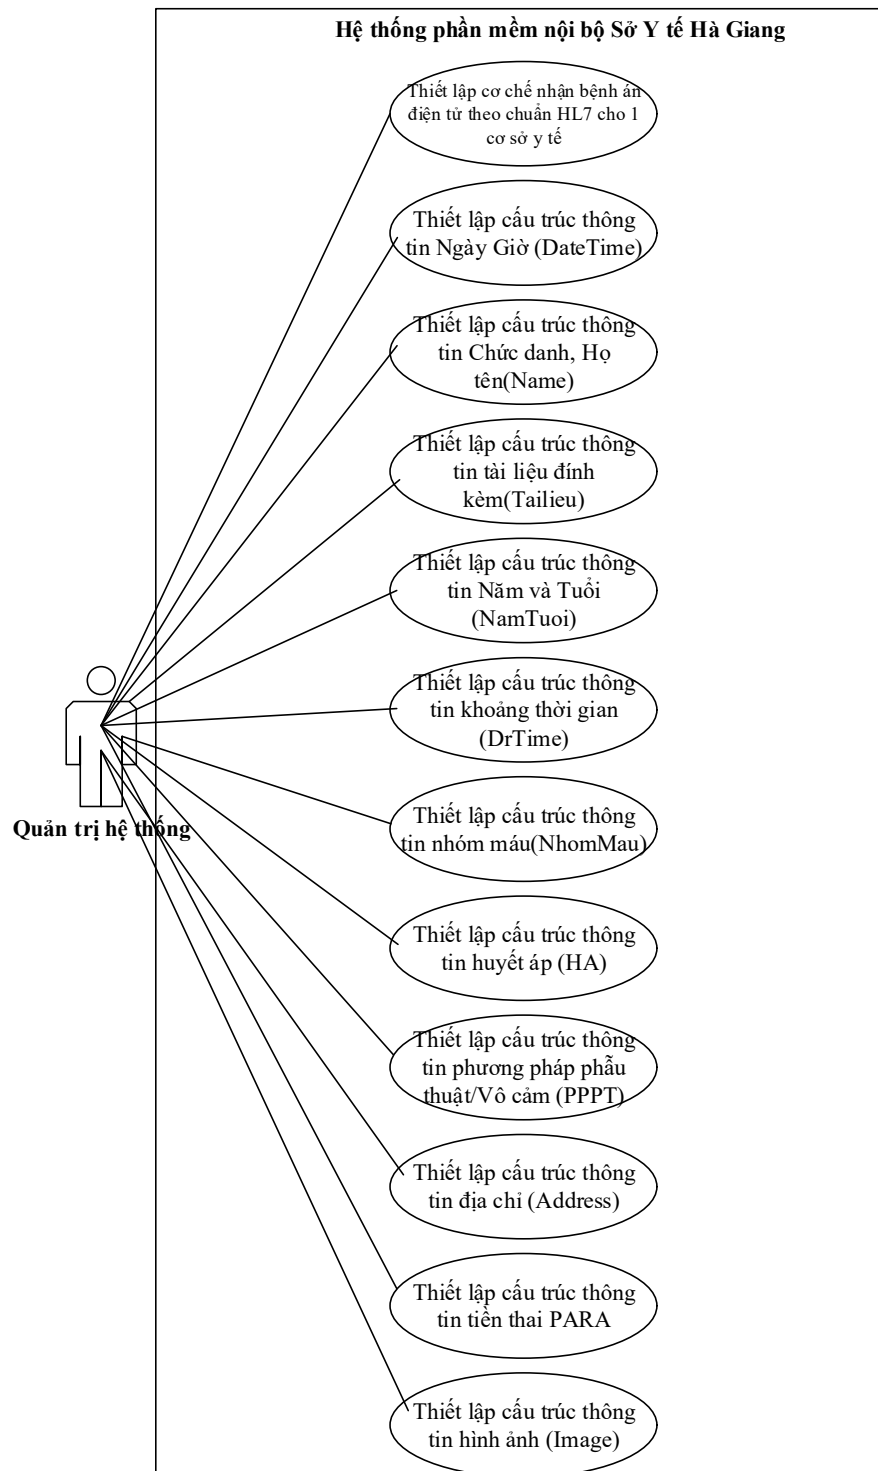 Hệ thống phần mềm nội bộ Sở Y tế Hà Giang
Thiết lập cơ chế nhận bệnh án
điện tử theo chuẩn HL7 cho 1
cơ sở y tế
Thiết lập cấu trúc thông
tin Ngày Giờ (DateTime)
Thiết lập cấu trúc thông
tin Chức danh, Họ
tên(Name)
Thiết lập cấu trúc thông
tin tài liệu đính
kèm(Tailieu)
Thiết lập cấu trúc thông
tin Năm và Tuổi
(NamTuoi)
Thiết lập cấu trúc thông
tin khoảng thời gian
(DrTime)
Quản trị hệ thống
Thiết lập cấu trúc thông
tin nhóm máu(NhomMau)
Thiết lập cấu trúc thông
tin huyết áp (HA)
Thiết lập cấu trúc thông
tin phương pháp phẫu
thuật/Vô cảm (PPPT)
Thiết lập cấu trúc thông
tin địa chỉ (Address)
Thiết lập cấu trúc thông
tin tiền thai PARA
Thiết lập cấu trúc thông
tin hình ảnh (Image)